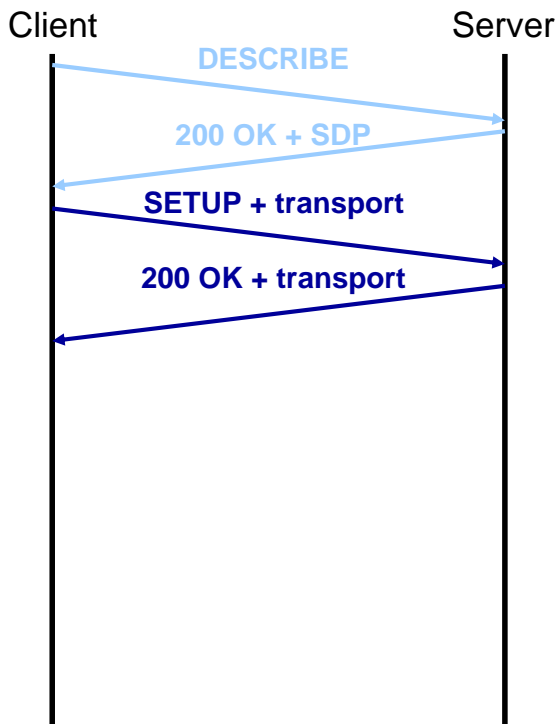 Client
Server
DESCRIBE
200 OK + SDP
SETUP + transport
200 OK + transport